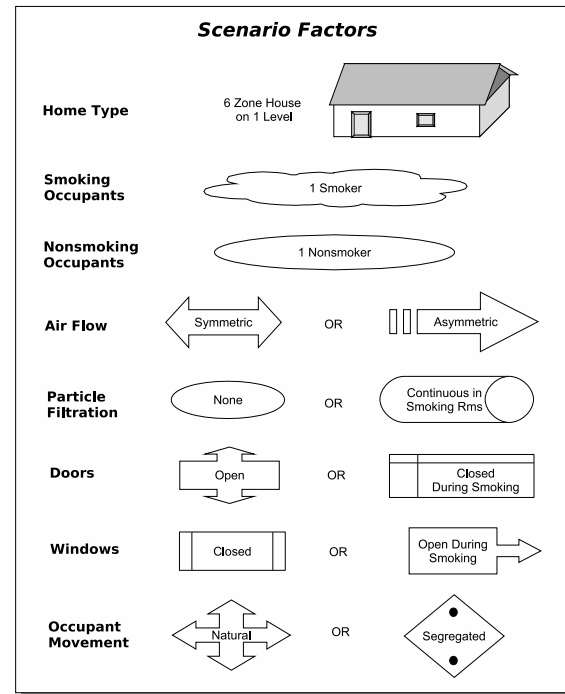 Scenario Factors
Home Type
6 Zone House
on 1 Level
Smoking
Occupants
1 Smoker
Nonsmoking
Occupants
1 Nonsmoker
Air Flow
Symmetric
OR
Asymmetric
Particle
Filtration
None
OR
Continuous in
Smoking Rms
Doors
Open
OR
Closed
During Smoking
Windows
Closed
OR
Open During
Smoking
Occupant
Movement
Natural
OR
Segregated